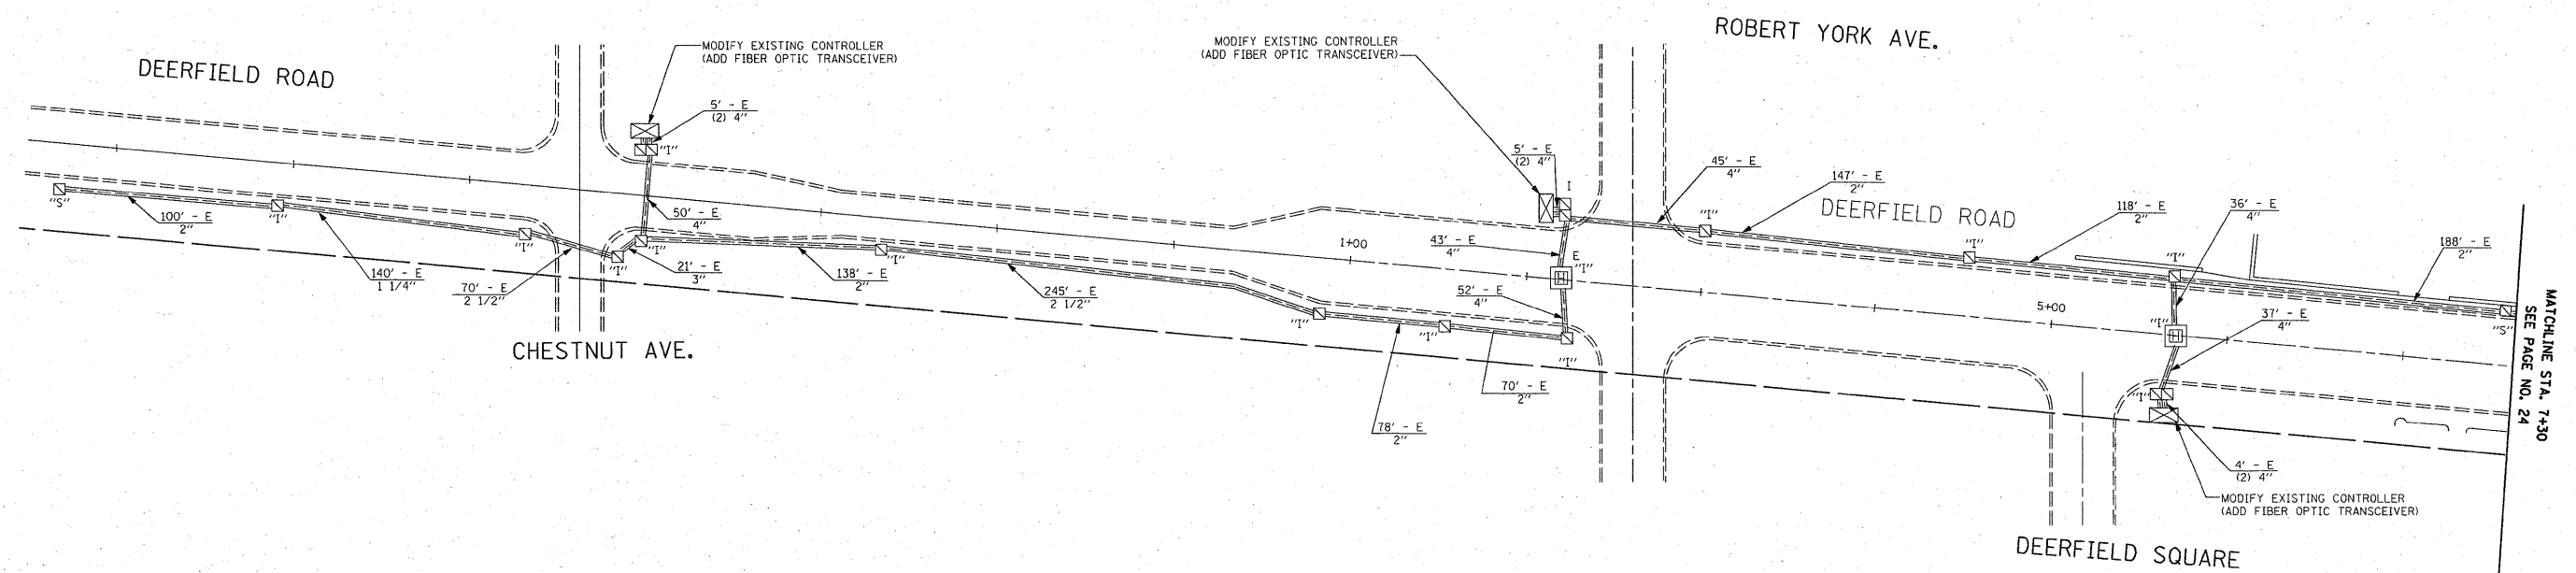 DEERFIELD ROAD
MODIFY EXISTING CONTROLLER
(ADD FIBER OPTIC TRANSCEIVER)
MODIFY EXISTING CONTROLLER
(ADD FIBER OPTIC TRANSCEIVER)
ROBERT YORK AVE.
5' - E
(2) 4"
"I"
"S"
100' - E
2"
"I"
140' - E
1 1/4"
"I"
70' - E
2 1/2"
"I"
21' - E
3"
"I"
50' - E
4"
138' - E
2"
"I"
245' - E
2 1/2"
CHESTNUT AVE.
1+00
"I"
78' - E
2"
"I"
70' - E
2"
"I"
52' - E
4"
43' - E
4"
E
"I"
H
5' - E
(2) 4"
I
45' - E
4"
"I"
147' - E
2"
DEERFIELD ROAD
"I"
118' - E
2"
"I"
36' - E
4"
188' - E
2"
"S"
5+00
"I"
H
37' - E
4"
"I"
4' - E
(2) 4"
MODIFY EXISTING CONTROLLER
(ADD FIBER OPTIC TRANSCEIVER)
DEERFIELD SQUARE
MATCHLINE STA. 7+30
SEE PAGE NO. 24